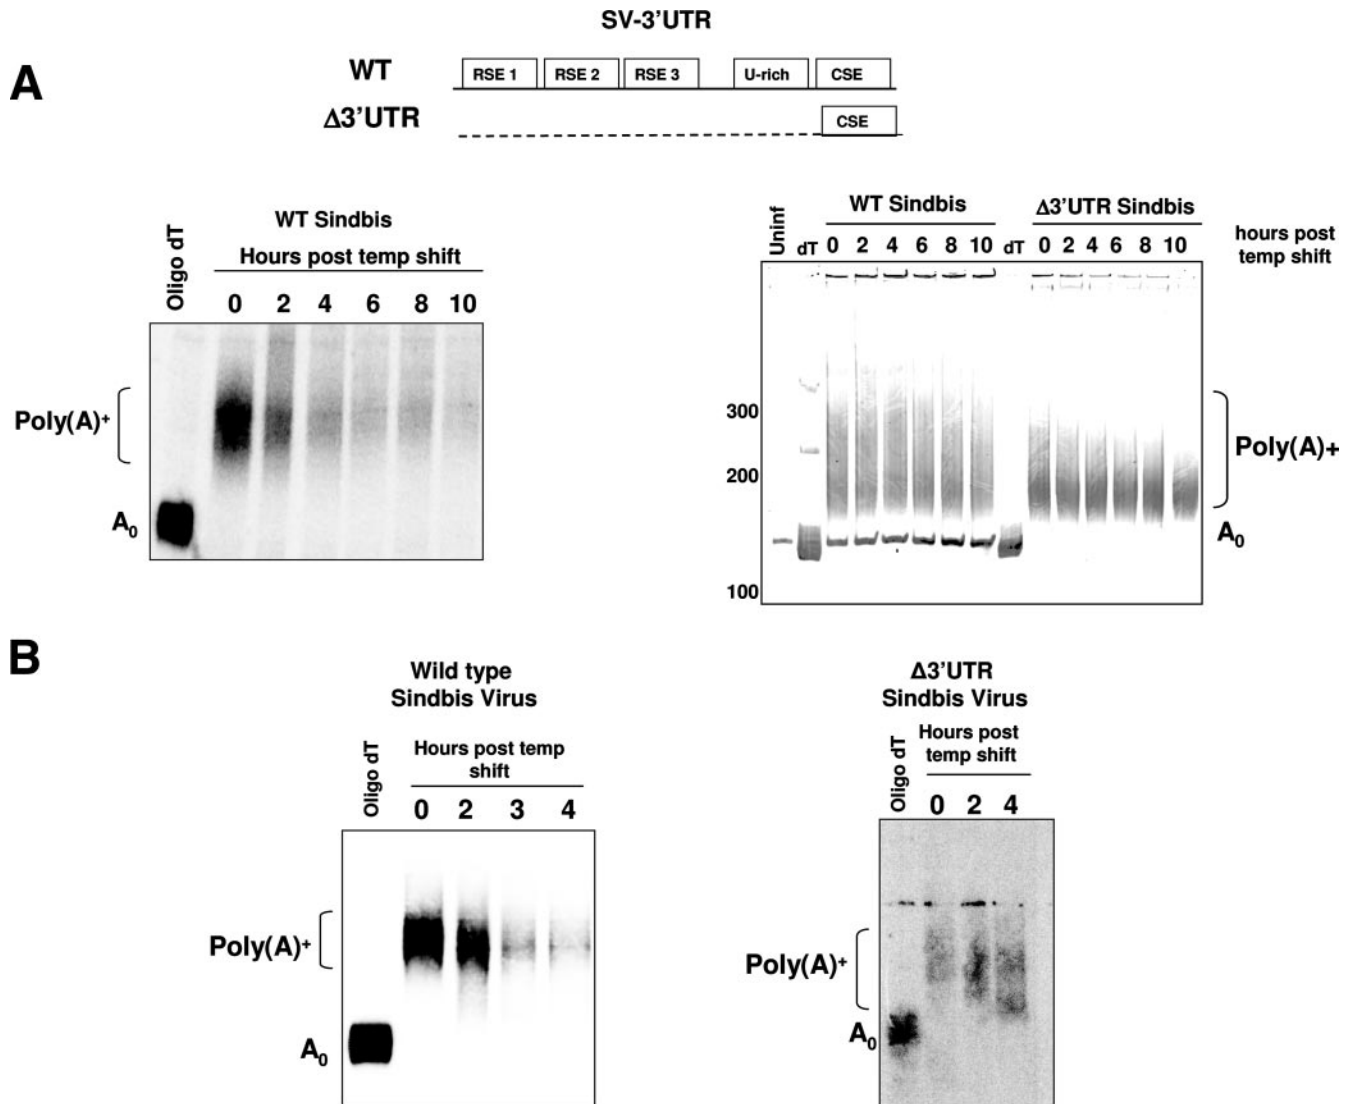 SV-3'UTR
A
WT
RSE 1 RSE 2 RSE 3 U-rich CSE
Δ3'UTR
CSE
WT Sindbis
Oligo dT
Hours post temp shift
0 2 4 6 8 10
Poly(A)+
A0
WT Sindbis
Δ3'UTR Sindbis
hours post
temp shift
Uninf
dT 0 2 4 6 8 10 dT 0 2 4 6 8 10
300
200
100
Poly(A)+
A0
B
Wild type
Sindbis Virus
Oligo dT
Hours post temp
shift
0 2 3 4
Poly(A)+
A0
Δ3'UTR
Sindbis Virus
Oligo dT
Hours post
temp shift
0 2 4
Poly(A)+
A0